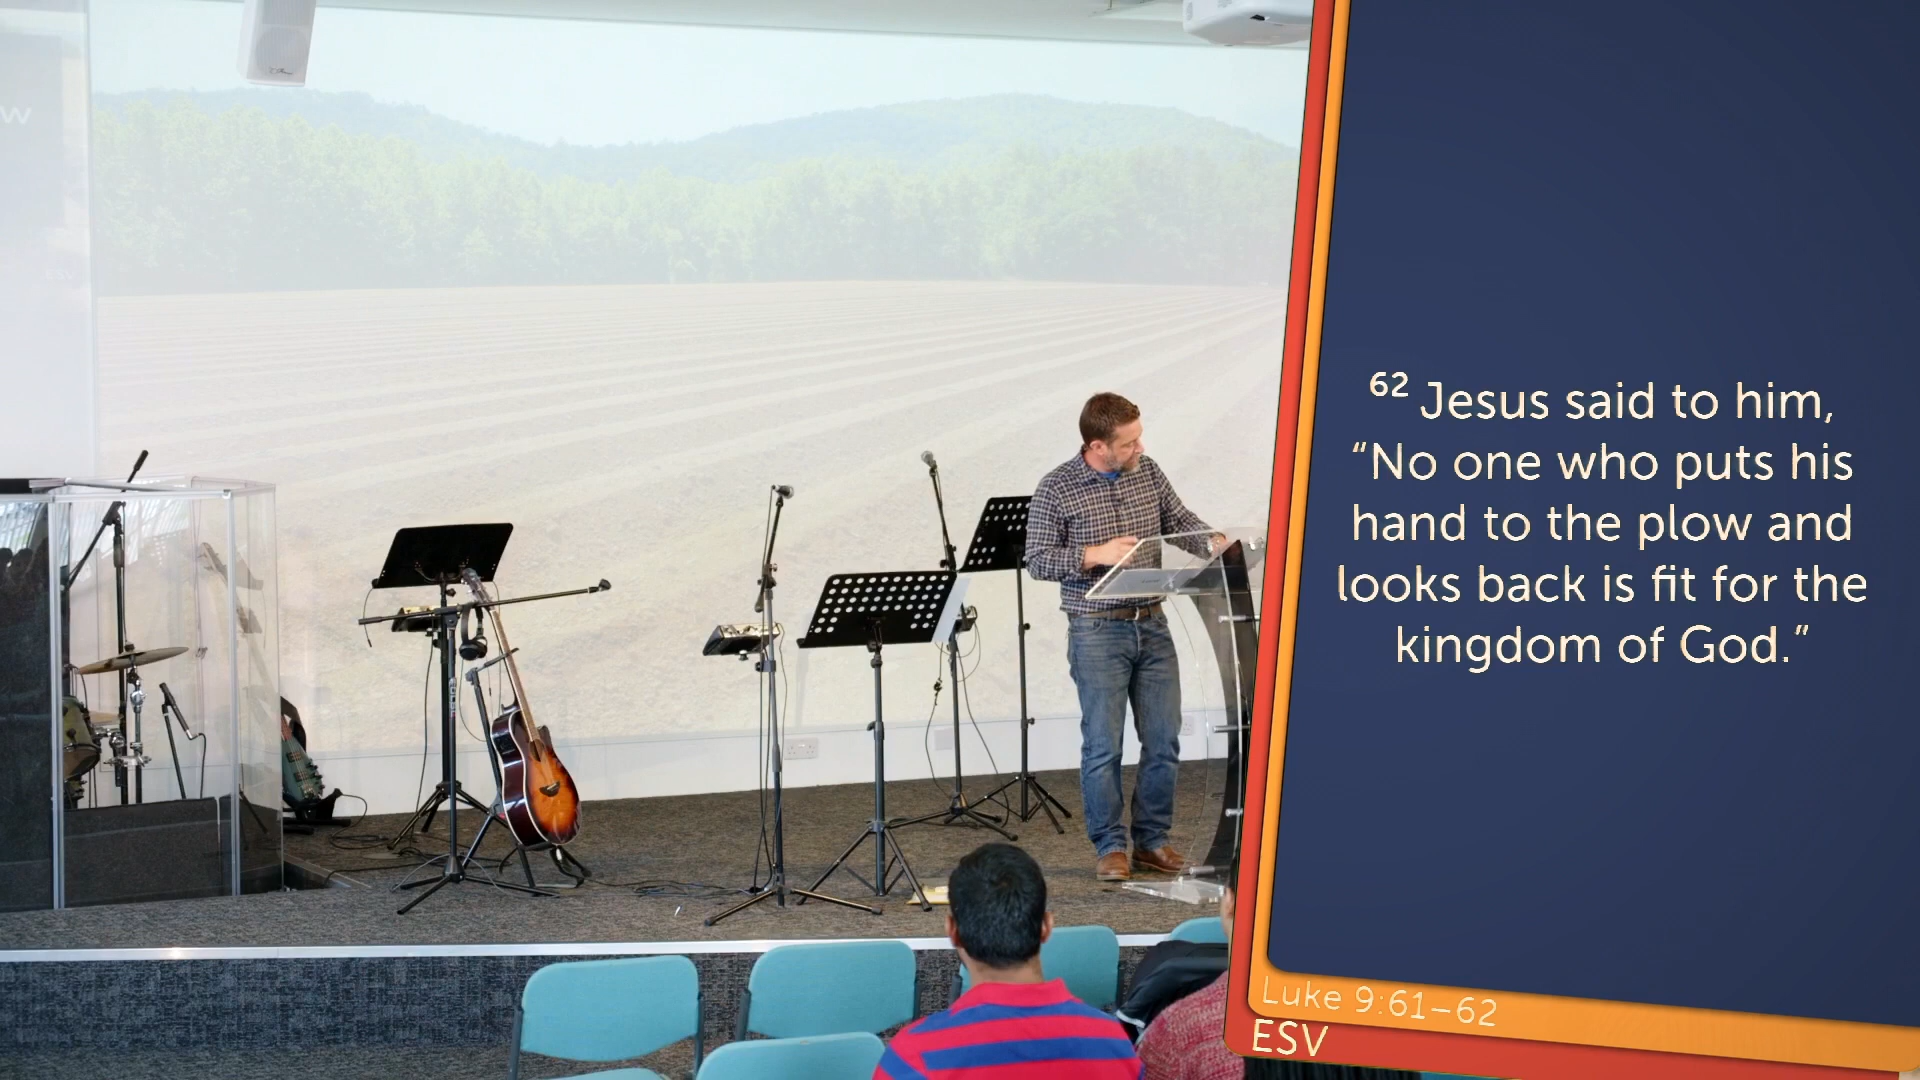 W
ESV
62 Jesus said to him,
“No one who puts his
hand to the plow and
looks back is fit for the
kingdom of God.”
Luke 9:61–62
ESV